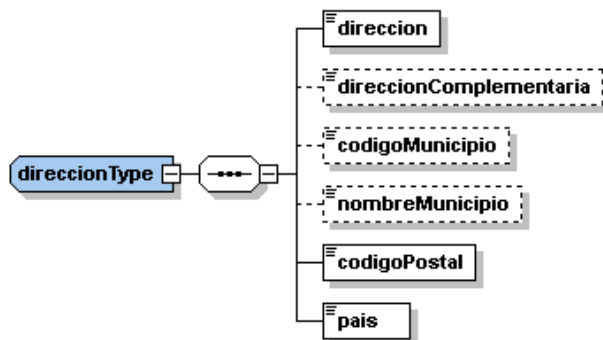 direccion
direccionComplementaria
codigoMunicipio
direccionType
nombreMunicipio
codigoPostal
pais